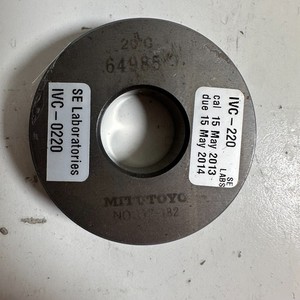 20°C
SE Laboratories
IVC-0220
IVC-220
cal 15 May 2013
due 15 May 2014
SE
LABS
MITUTOYO